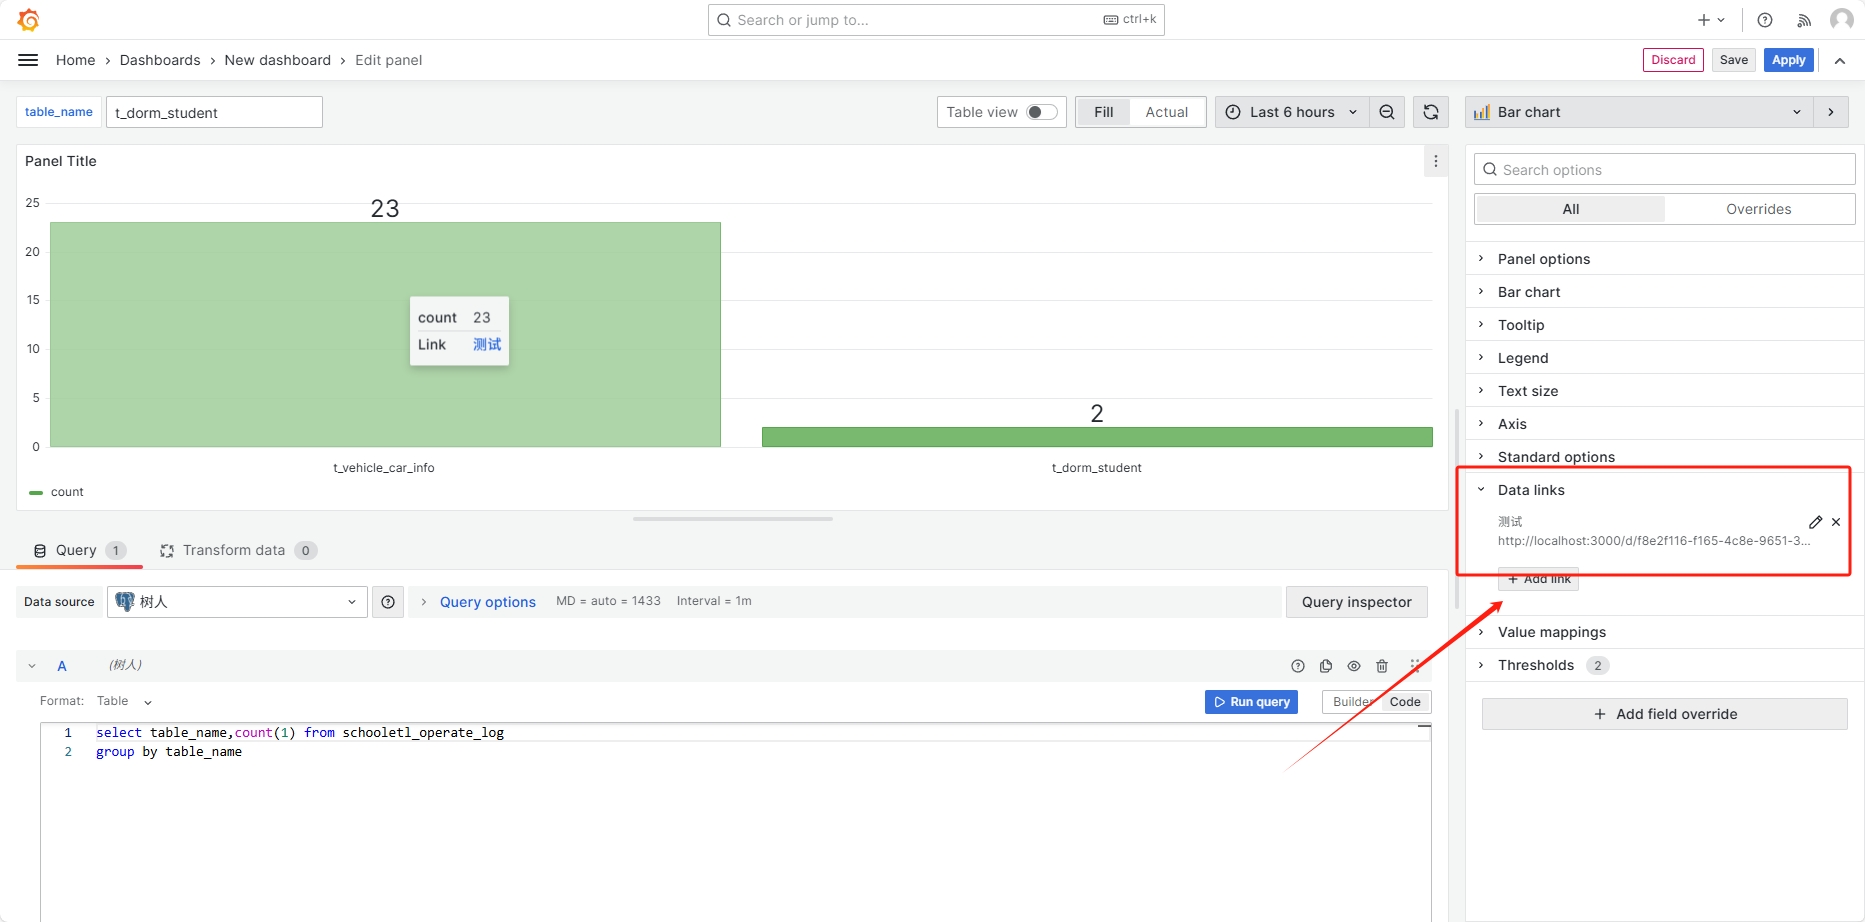 Search or jump to...
ctrl+k
Home › Dashboards › New dashboard › Edit panel
Discard
Save
Apply
table_name
t_dorm_student
Table view
Fill
Actual
Last 6 hours
Bar chart
Panel Title
25
20
15
10
5
0
23
2
count 23
Link 测试
t_vehicle_car_info
t_dorm_student
count
Search options
All
Overrides
Panel options
Bar chart
Tooltip
Legend
Text size
Axis
Standard options
Data links
测试
http://localhost:3000/d/f8e2f116-f165-4c8e-9651-3...
+ Add link
Value mappings
Thresholds 2
+ Add field override
Query 1
Transform data 0
Data source
树人
Query options
MD = auto = 1433
Interval = 1m
Query inspector
A
(树人)
Format: Table
Run query
Builder
Code
1 select table_name,count(1) from schooletl_operate_log
2 group by table_name